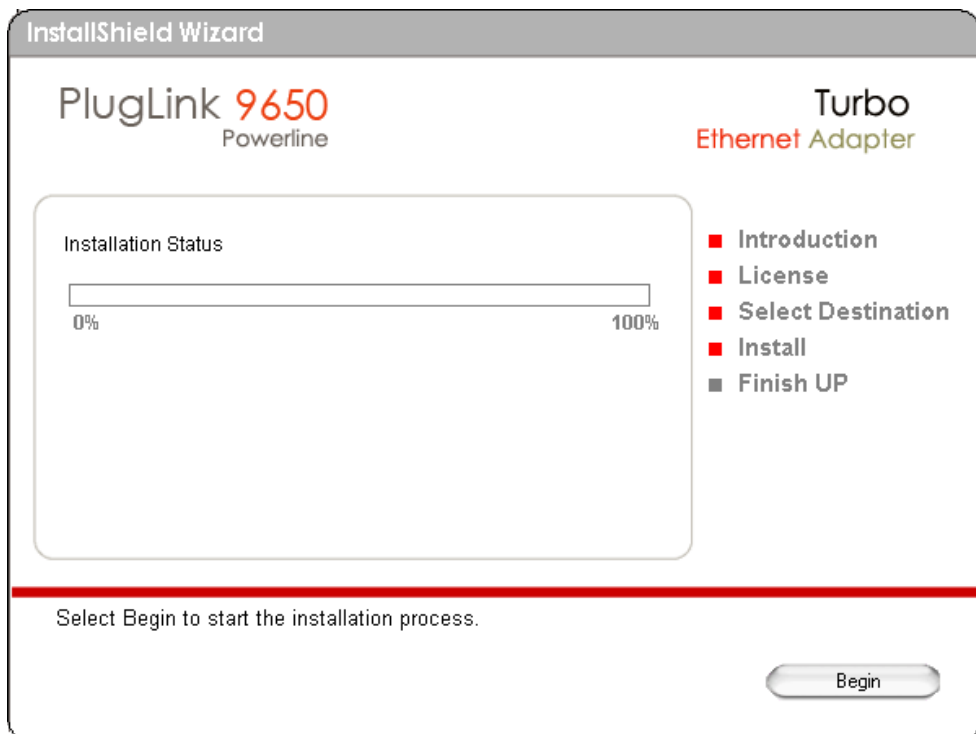 InstallShield Wizard
PlugLink 9650
Powerline
Turbo
Ethernet Adapter
Installation Status
0% 100%
Introduction
License
Select Destination
Install
Finish UP
Select Begin to start the installation process.
Begin